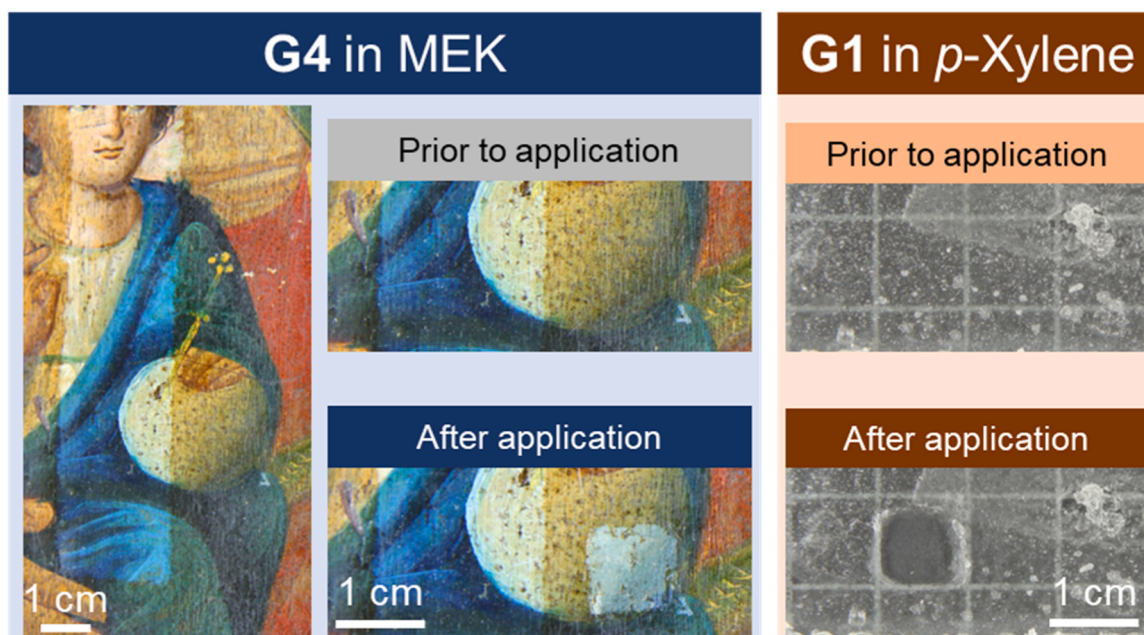 G4 in MEK
G1 in p-Xylene
Prior to application
Prior to application
After application
After application
1 cm
1 cm
1 cm